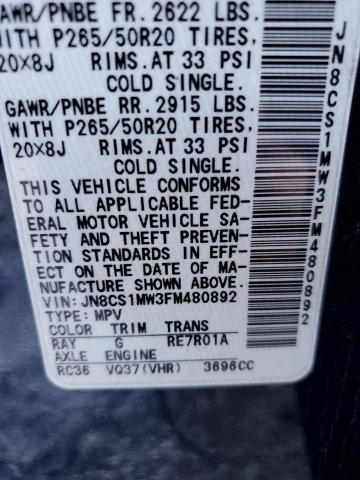 GAWR/PNBE FR. 2622 LBS.
WITH P265/50R20 TIRES,
20X8J RIMS.AT 33 PSI
COLD SINGLE.
GAWR/PNBE RR. 2915 LBS.
WITH P265/50R20 TIRES,
20X8J RIMS.AT 33 PSI
COLD SINGLE.
THIS VEHICLE CONFORMS
TO ALL APPLICABLE FED-
ERAL MOTOR VEHICLE SA-
FETY AND THEFT PREVEN-
TION STANDARDS IN EFF-
ECT ON THE DATE OF MA-
NUFACTURE SHOWN ABOVE.
VIN: JN8CS1MW3FM480892
TYPE: MPV
COLOR TRIM TRANS
RAY G RE7R01A
AXLE ENGINE
RC36 VQ37(VHR) 3696CC
JN8CS1MW3FM480892